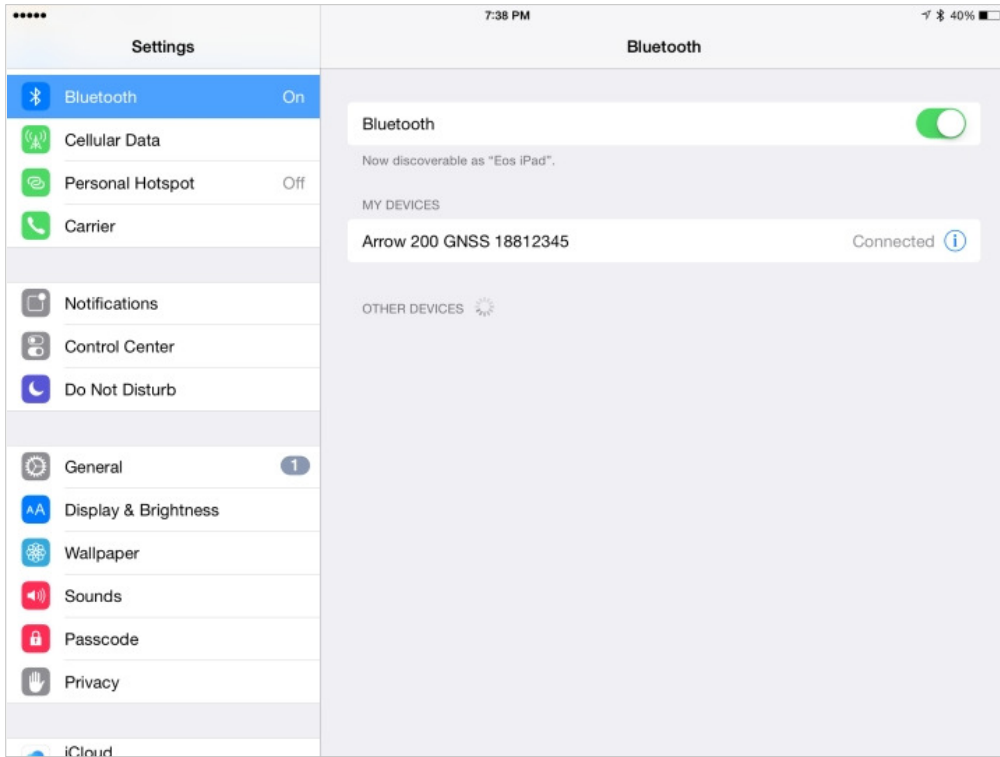 7:38 PM
40%
Settings
Bluetooth
Bluetooth On
Cellular Data
Personal Hotspot Off
Carrier
Notifications
Control Center
Do Not Disturb
General 1
AA Display & Brightness
Wallpaper
Sounds
Passcode
Privacy
iCloud
Bluetooth
Now discoverable as "Eos iPad".
MY DEVICES
Arrow 200 GNSS 18812345 Connected i
OTHER DEVICES